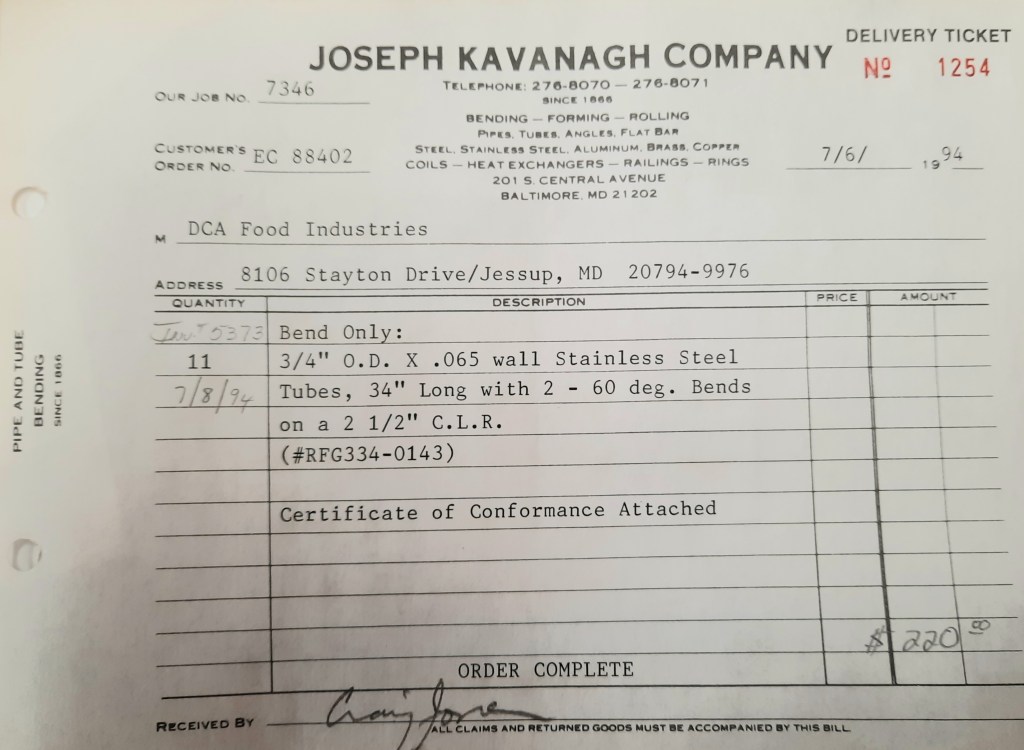 DELIVERY TICKET
JOSEPH KAVANAGH COMPANY
Nº 1254
OUR JOB NO. 7346
TELEPHONE: 276-8070 — 276-8071
SINCE 1866
BENDING — FORMING — ROLLING
PIPES, TUBES, ANGLES, FLAT BAR
CUSTOMER'S ORDER NO. EC 88402
STEEL, STAINLESS STEEL, ALUMINUM, BRASS, COPPER
COILS — HEAT EXCHANGERS — RAILINGS — RINGS
7/6/ 1994
201 S. CENTRAL AVENUE
BALTIMORE, MD 21202
M DCA Food Industries
ADDRESS 8106 Stayton Drive/Jessup, MD 20794-9976
QUANTITY DESCRIPTION PRICE AMOUNT
Inv# 5373 Bend Only:
11 3/4" O.D. X .065 wall Stainless Steel
7/8/94 Tubes, 34" Long with 2 - 60 deg. Bends
on a 2 1/2" C.L.R.
(#RFG334-0143)
Certificate of Conformance Attached
$ 220 00
ORDER COMPLETE
RECEIVED BY Craig Jones
ALL CLAIMS AND RETURNED GOODS MUST BE ACCOMPANIED BY THIS BILL
PIPE AND TUBE
BENDING
SINCE 1866